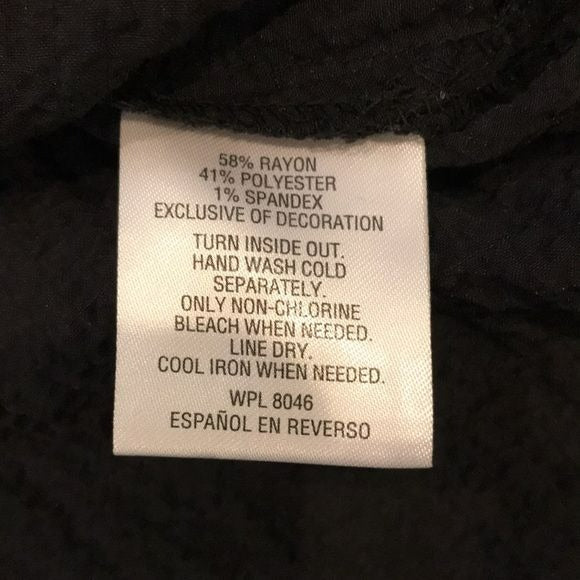 58% RAYON
41% POLYESTER
1% SPANDEX
EXCLUSIVE OF DECORATION
TURN INSIDE OUT.
HAND WASH COLD
SEPARATELY.
ONLY NON-CHLORINE
BLEACH WHEN NEEDED.
LINE DRY.
COOL IRON WHEN NEEDED.
WPL 8046
ESPAÑOL EN REVERSO